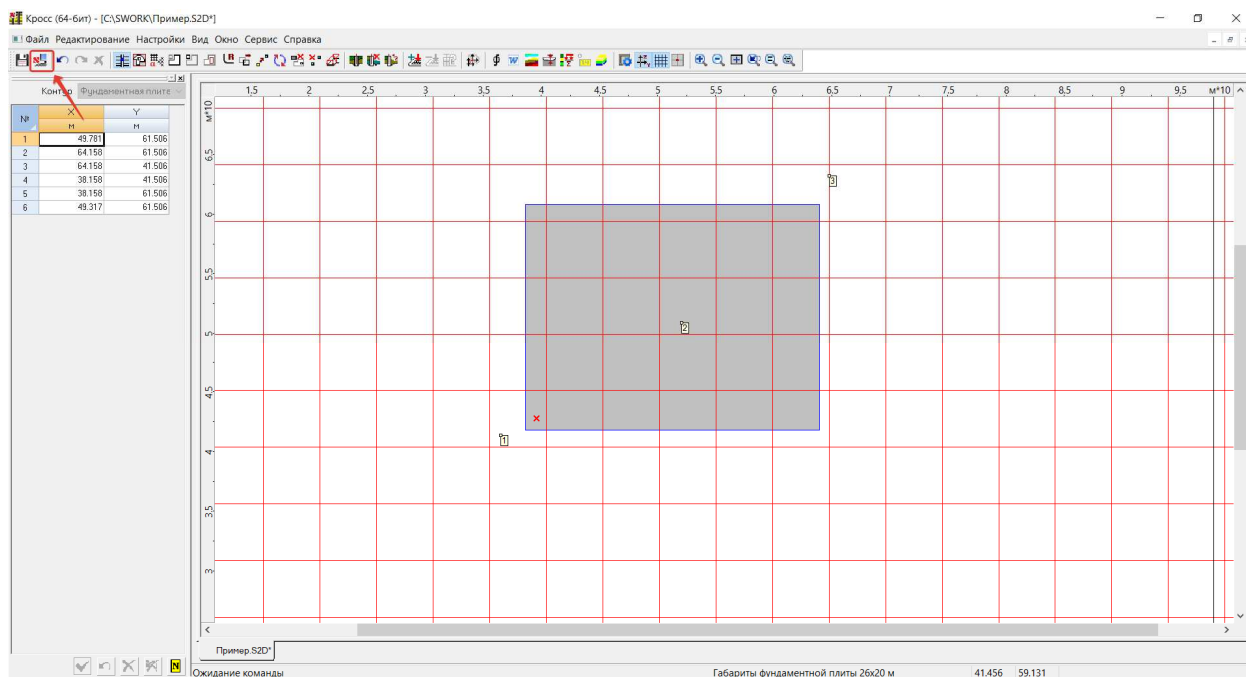 Кросс (64-бит) - [C:\SWORK\Пример.S2D*]
Файл Редактирование Настройки Вид Окно Сервис Справка
Контур Фундаментная плите
1,5 2 2,5 3 3,5 4 4,5 5 5,5 6 6,5 7 7,5 8 8,5 9 9,5 м*10
№ X Y
м м
1 49.781 61.506
2 64.158 61.506
3 64.158 41.506
4 38.158 41.506
5 38.158 61.506
6 49.317 61.506
м*10
6,5
6
5,5
5
4,5
4
3,5
3
3
2
1
Пример.S2D*
N
Ожидание команды Габариты фундаментной плиты 26x20 м 41.456 59.131